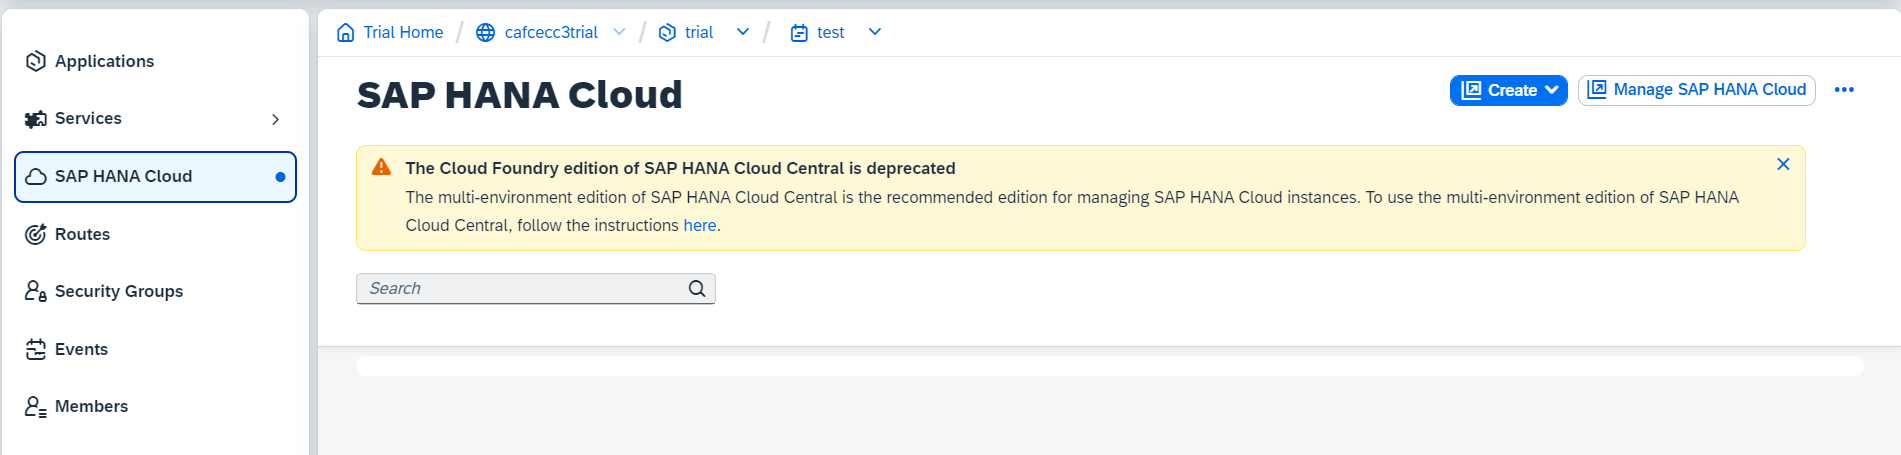 Trial Home / cafcecc3trial / trial / test
Applications
Services
SAP HANA Cloud
Routes
Security Groups
Events
Members
SAP HANA Cloud
Create
Manage SAP HANA Cloud
The Cloud Foundry edition of SAP HANA Cloud Central is deprecated
The multi-environment edition of SAP HANA Cloud Central is the recommended edition for managing SAP HANA Cloud instances. To use the multi-environment edition of SAP HANA
Cloud Central, follow the instructions here.
Search